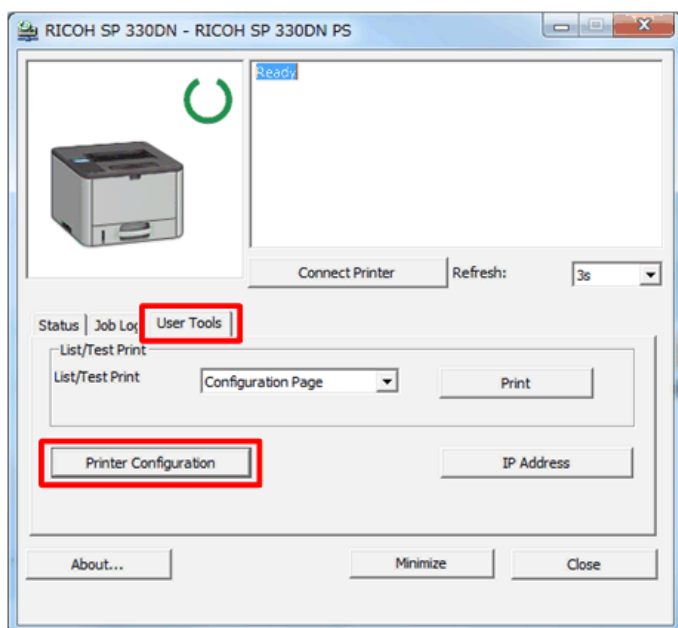 RICOH SP 330DN - RICOH SP 330DN PS
Ready
Connect Printer
Refresh:
3s
Status
Job Log
User Tools
List/Test Print
List/Test Print
Configuration Page
Print
Printer Configuration
IP Address
About...
Minimize
Close